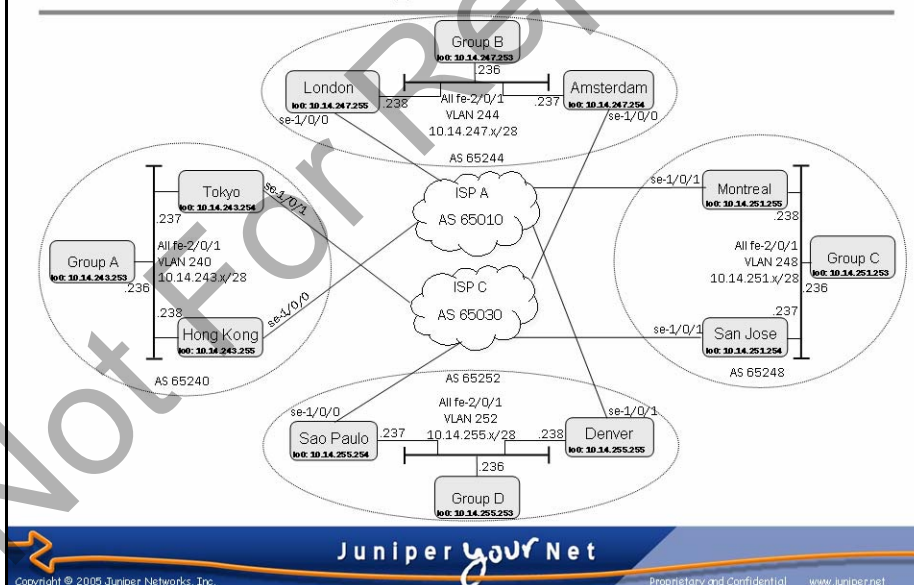 Group B
lo0: 10.14.247.253
.236
London
lo0: 10.14.247.255
.238
All fe-2/0/1
VLAN 244
10.14.247.x/28
.237
Amsterdam
lo0: 10.14.247.254
se-1/0/0
se-1/0/0
AS 65244
Tokyo
lo0: 10.14.243.254
se-1/0/1
.237
Group A
lo0: 10.14.243.253
.236
All fe-2/0/1
VLAN 240
10.14.243.x/28
.238
Hong Kong
lo0: 10.14.243.255
se-1/0/0
AS 65240
ISP A
AS 65010
ISP C
AS 65030
se-1/0/1
Montreal
lo0: 10.14.251.255
.238
All fe-2/0/1
VLAN 248
10.14.251.x/28
Group C
lo0: 10.14.251.253
.236
.237
se-1/0/1
San Jose
lo0: 10.14.251.254
AS 65248
AS 65252
se-1/0/0
All fe-2/0/1
VLAN 252
10.14.255.x/28
se-1/0/1
Sao Paulo
lo0: 10.14.255.254
.237
.238
Denver
lo0: 10.14.255.255
.236
Group D
lo0: 10.14.255.253
Not For Re
Juniper your Net
Copyright © 2005 Juniper Networks, Inc.
Proprietary and Confidential
www.juniper.net